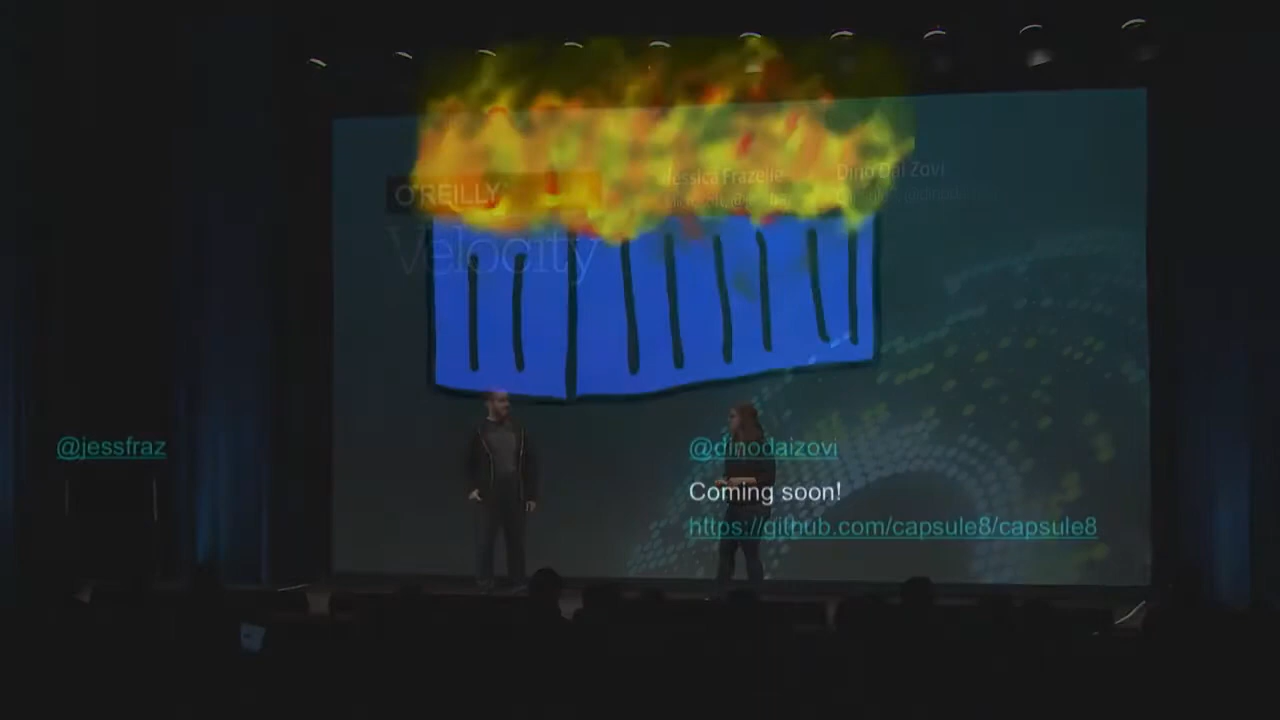 O'REILLY
Velocity
Jessica Frazelle
Dino Dai Zovi
@jessfraz
@dinodaizovi
Coming soon!
https://github.com/capsule8/capsule8